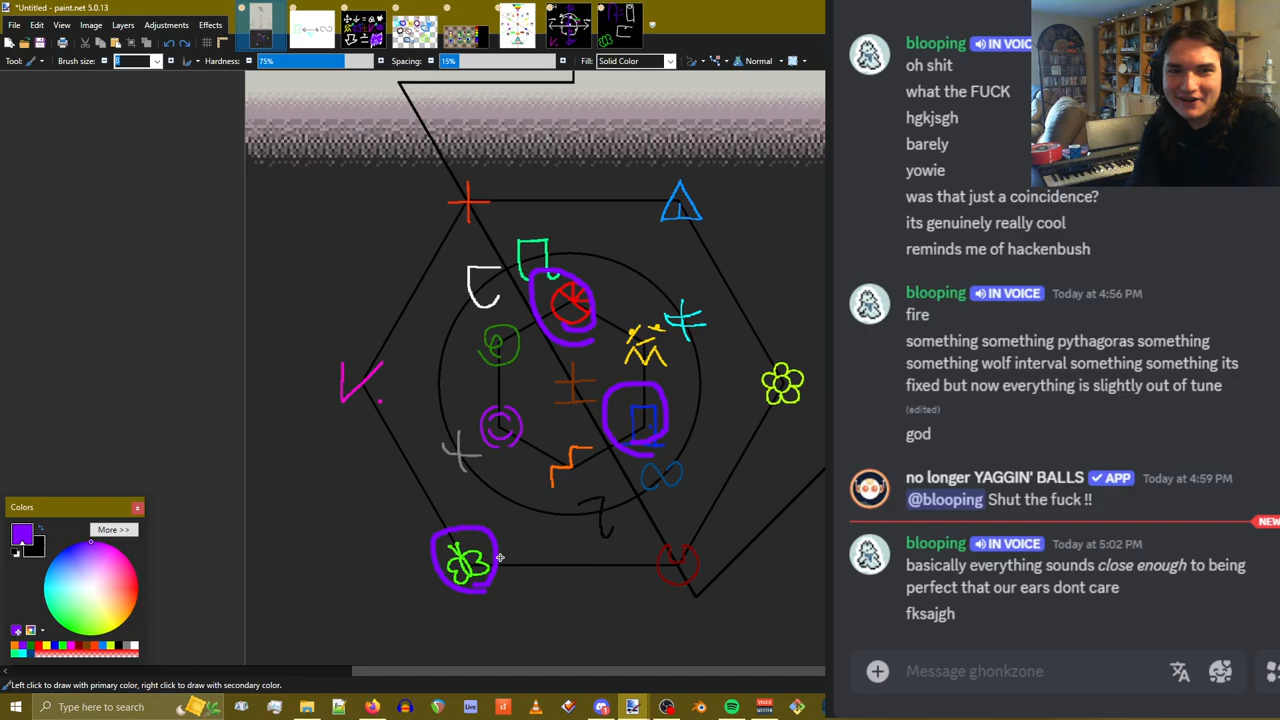 *Untitled - paint.net 5.0.13
File Edit View Image Layers Adjustments Effects
Tool: Brush size: 8 Hardness: 75% Spacing: 15% Fill: Solid Color Normal
Colors
More >>
Left click to draw with primary color, right click to draw with secondary color.
Type here to search
Live
blooping IN VOICE
oh shit
what the FUCK
hgkjsgh
barely
yowie
was that just a coincidence?
its genuinely really cool
reminds me of hackenbush
blooping IN VOICE Today at 4:56 PM
fire
something something pythagoras something
something wolf interval something something its
fixed but now everything is slightly out of tune
(edited)
god
no longer YAGGIN' BALLS APP Today at 4:59 PM
@blooping Shut the fuck !!
NEW
blooping IN VOICE Today at 5:02 PM
basically everything sounds close enough to being
perfect that our ears dont care
fksajgh
Message ghonkzone